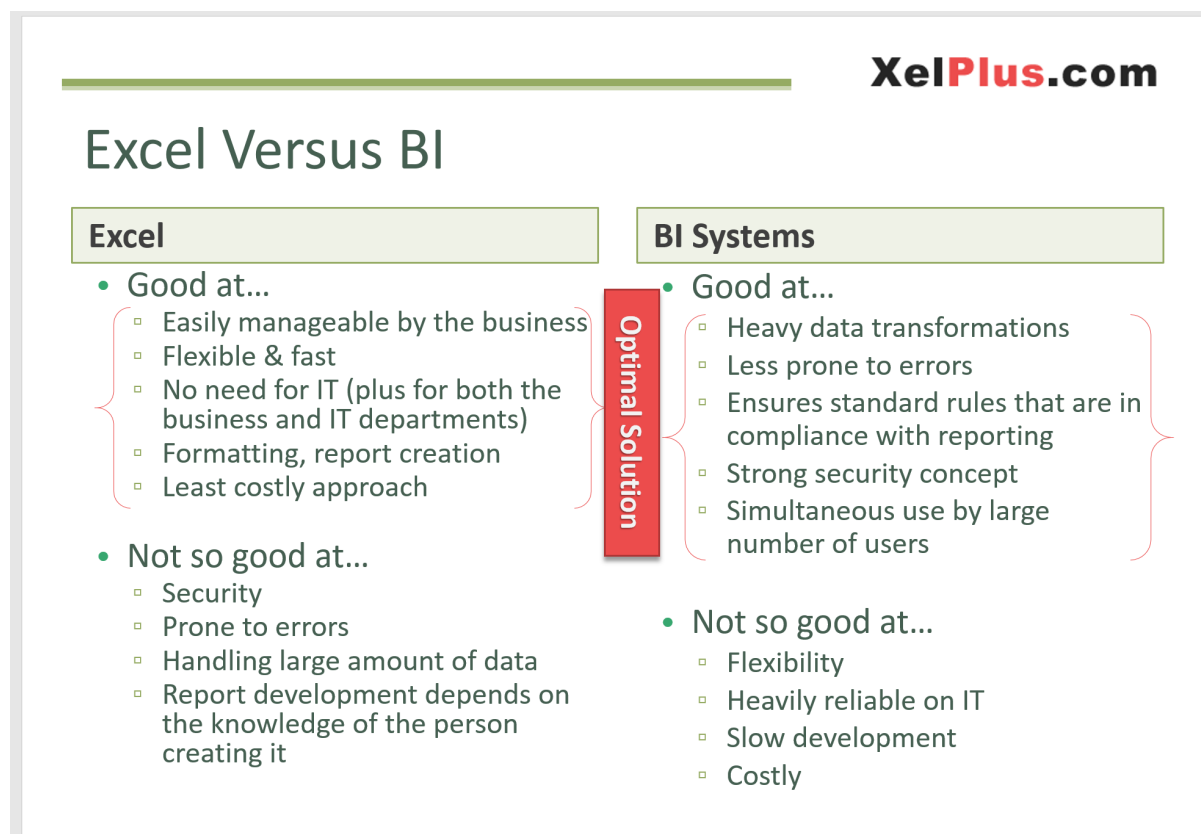 XelPlus.com
Excel Versus BI
Excel
• Good at...
▫ Easily manageable by the business
▫ Flexible & fast
▫ No need for IT (plus for both the
business and IT departments)
▫ Formatting, report creation
▫ Least costly approach
• Not so good at...
▫ Security
▫ Prone to errors
▫ Handling large amount of data
▫ Report development depends on
the knowledge of the person
creating it
Optimal Solution
BI Systems
• Good at...
▫ Heavy data transformations
▫ Less prone to errors
▫ Ensures standard rules that are in
compliance with reporting
▫ Strong security concept
▫ Simultaneous use by large
number of users
• Not so good at...
▫ Flexibility
▫ Heavily reliable on IT
▫ Slow development
▫ Costly